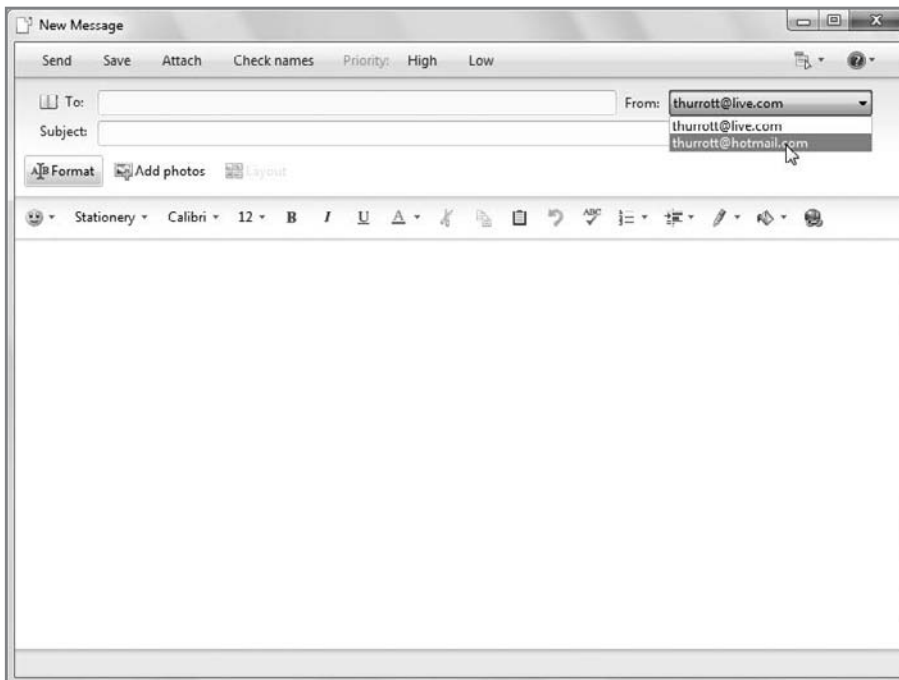 New Message
Send Save Attach Check names Priority: High Low
To: From: thurrott@live.com
Subject: thurrott@live.com
thurrott@hotmail.com
Format Add photos Layout
Stationery Calibri 12 B I U A ABC